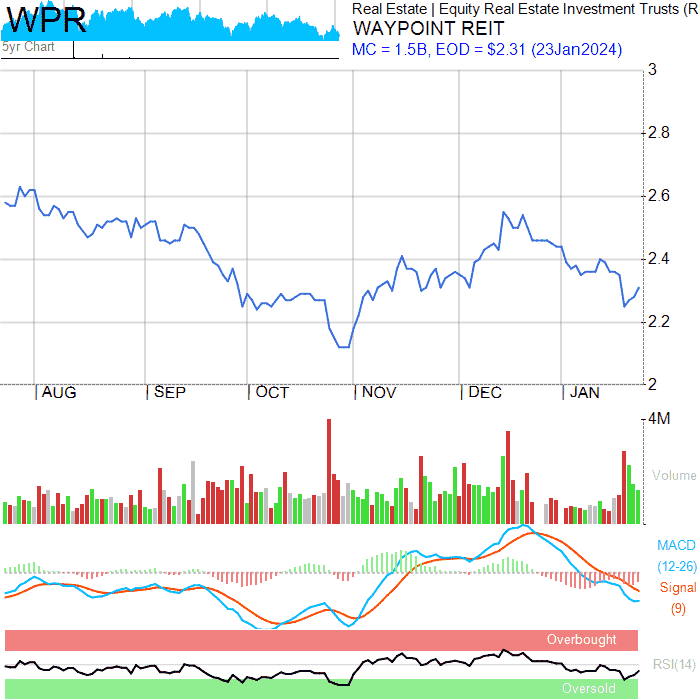 WPR
5yr Chart
Real Estate | Equity Real Estate Investment Trusts (R
WAYPOINT REIT
MC = 1.5B, EOD = $2.31 (23Jan2024)
3
2.8
2.6
2.4
2.2
2
| AUG | SEP | OCT | NOV | DEC | JAN
4M
Volume
MACD
(12-26)
Signal
(9)
Overbought
RSI(14)
Oversold